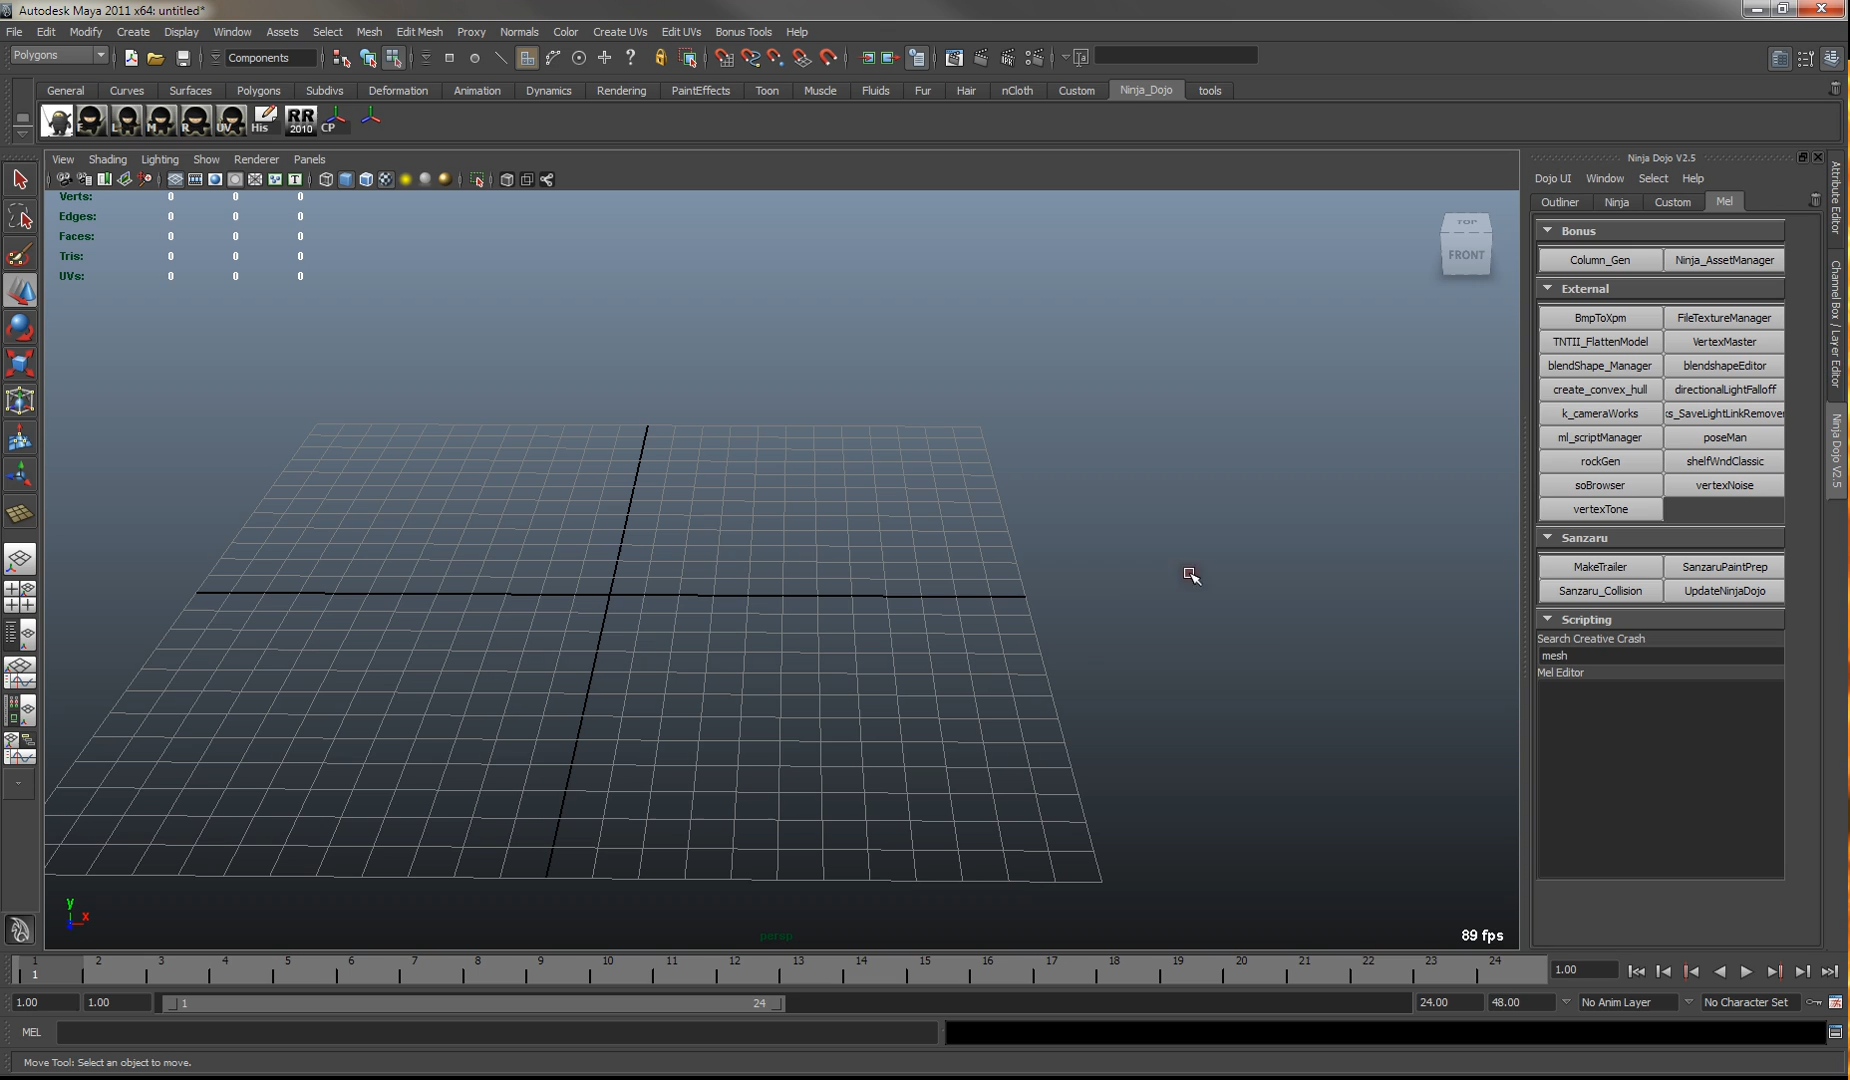 Autodesk Maya 2011 x64: untitled*
File Edit Modify Create Display Window Assets Select Mesh Edit Mesh Proxy Normals Color Create UVs Edit UVs Bonus Tools Help
Polygons Components
General Curves Surfaces Polygons Subdivs Deformation Animation Dynamics Rendering PaintEffects Toon Muscle Fluids Fur Hair nCloth Custom Ninja_Dojo tools
F L M R UV His RR 2010 CP
View Shading Lighting Show Renderer Panels
Verts: 0 0 0
Edges: 0 0 0
Faces: 0 0 0
Tris: 0 0 0
UVs: 0 0 0
TOP
FRONT
Ninja Dojo V2.5
Dojo UI Window Select Help
Outliner Ninja Custom Mel
Bonus
Column_Gen Ninja_AssetManager
External
BmpToXpm FileTextureManager
TNTII_FlattenModel VertexMaster
blendShape_Manager blendshapeEditor
create_convex_hull directionalLightFalloff
k_cameraWorks ks_SaveLightLinkRemover
ml_scriptManager poseMan
rockGen shelfWndClassic
soBrowser vertexNoise
vertexTone
Sanzaru
MakeTrailer SanzaruPaintPrep
Sanzaru_Collision UpdateNinjaDojo
Scripting
Search Creative Crash
mesh
Mel Editor
Attribute Editor
Channel Box / Layer Editor
Ninja Dojo V2.5
y
x
persp
89 fps
1 2 3 4 5 6 7 8 9 10 11 12 13 14 15 16 17 18 19 20 21 22 23 24
1 1.00
1.00 1.00 1 24 24.00 48.00 No Anim Layer No Character Set
MEL
Move Tool: Select an object to move.